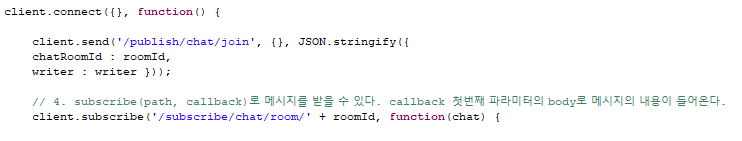 client.connect({}, function() {
client.send('/publish/chat/join', {}, JSON.stringify({
chatRoomId : roomId,
writer : writer }));
// 4. subscribe(path, callback)로 메시지를 받을 수 있다. callback 첫번째 파라미터의 body로 메시지의 내용이 들어온다.
client.subscribe('/subscribe/chat/room/' + roomId, function(chat) {